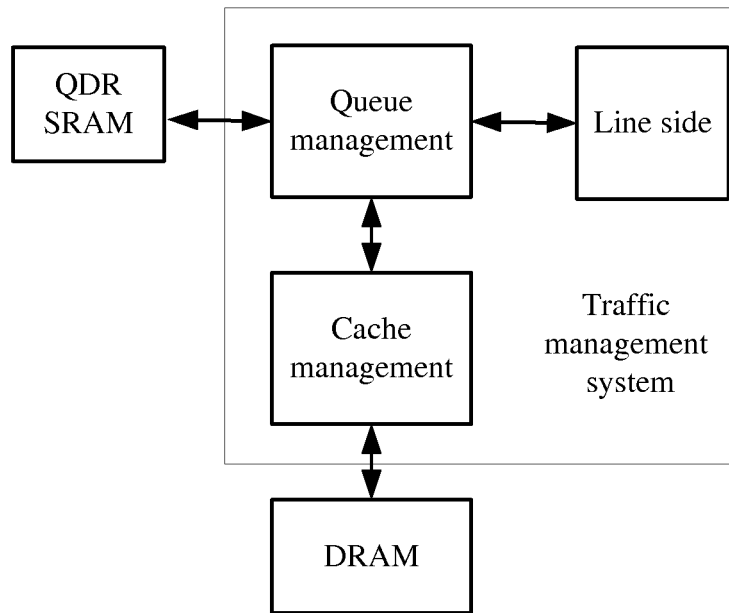 QDR
SRAM
Queue
management
Line side
Cache
management
Traffic
management
system
DRAM